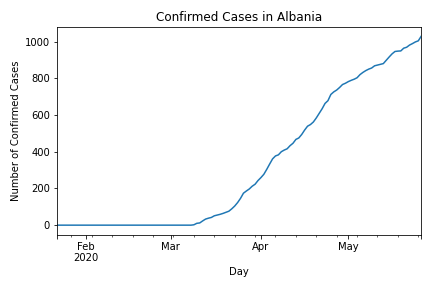 Confirmed Cases in Albania
Number of Confirmed Cases
1000
800
600
400
200
0
Feb Mar Apr May
2020
Day